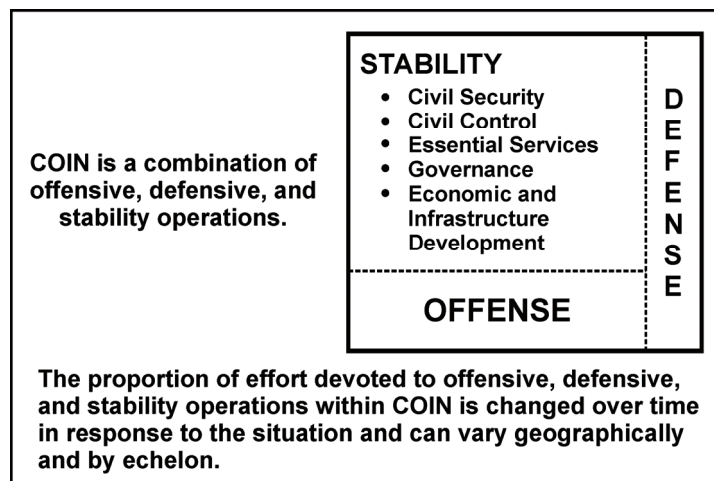 COIN is a combination of
offensive, defensive, and
stability operations.
STABILITY
• Civil Security
• Civil Control
• Essential Services
• Governance
• Economic and
Infrastructure
Development
OFFENSE
DEFENSE
The proportion of effort devoted to offensive, defensive,
and stability operations within COIN is changed over time
in response to the situation and can vary geographically
and by echelon.